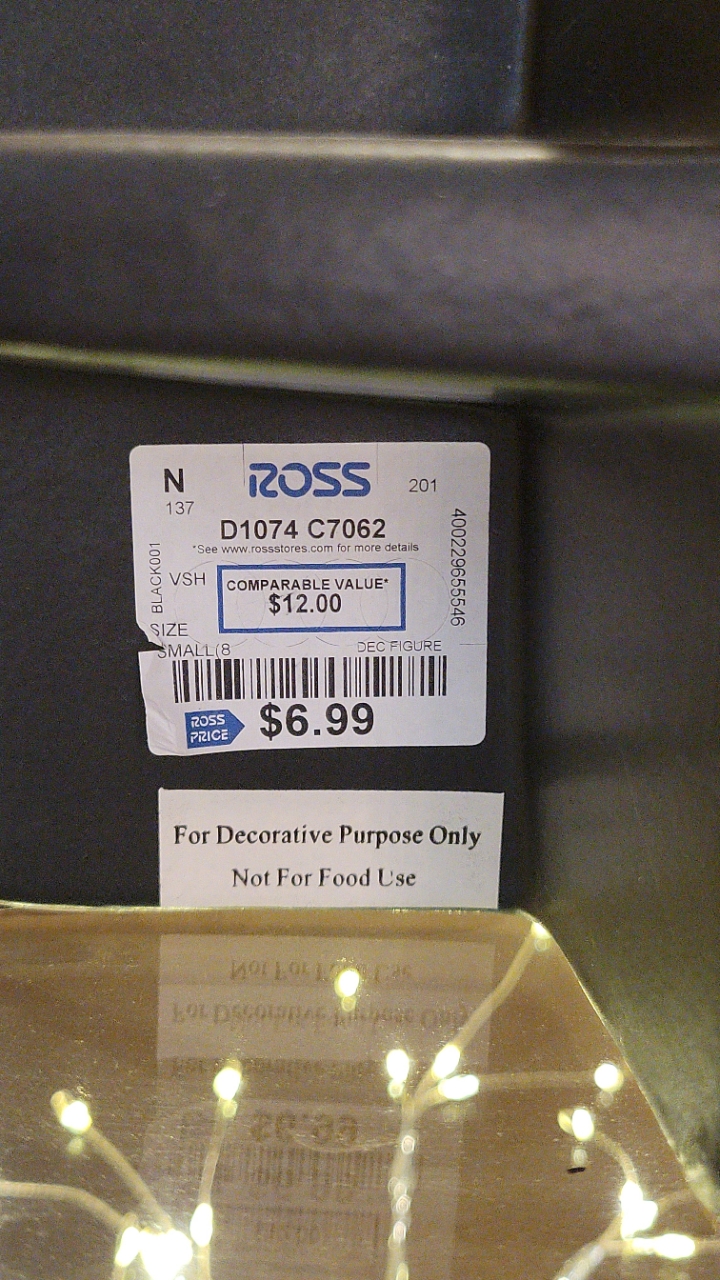 N ROSS 201
137
D1074 C7062
*See www.rossstores.com for more details
BLACK001
VSH
COMPARABLE VALUE*
$12.00
400229655546
SIZE
SMALL(8 DEC FIGURE
ROSS PRICE $6.99
For Decorative Purpose Only
Not For Food Use